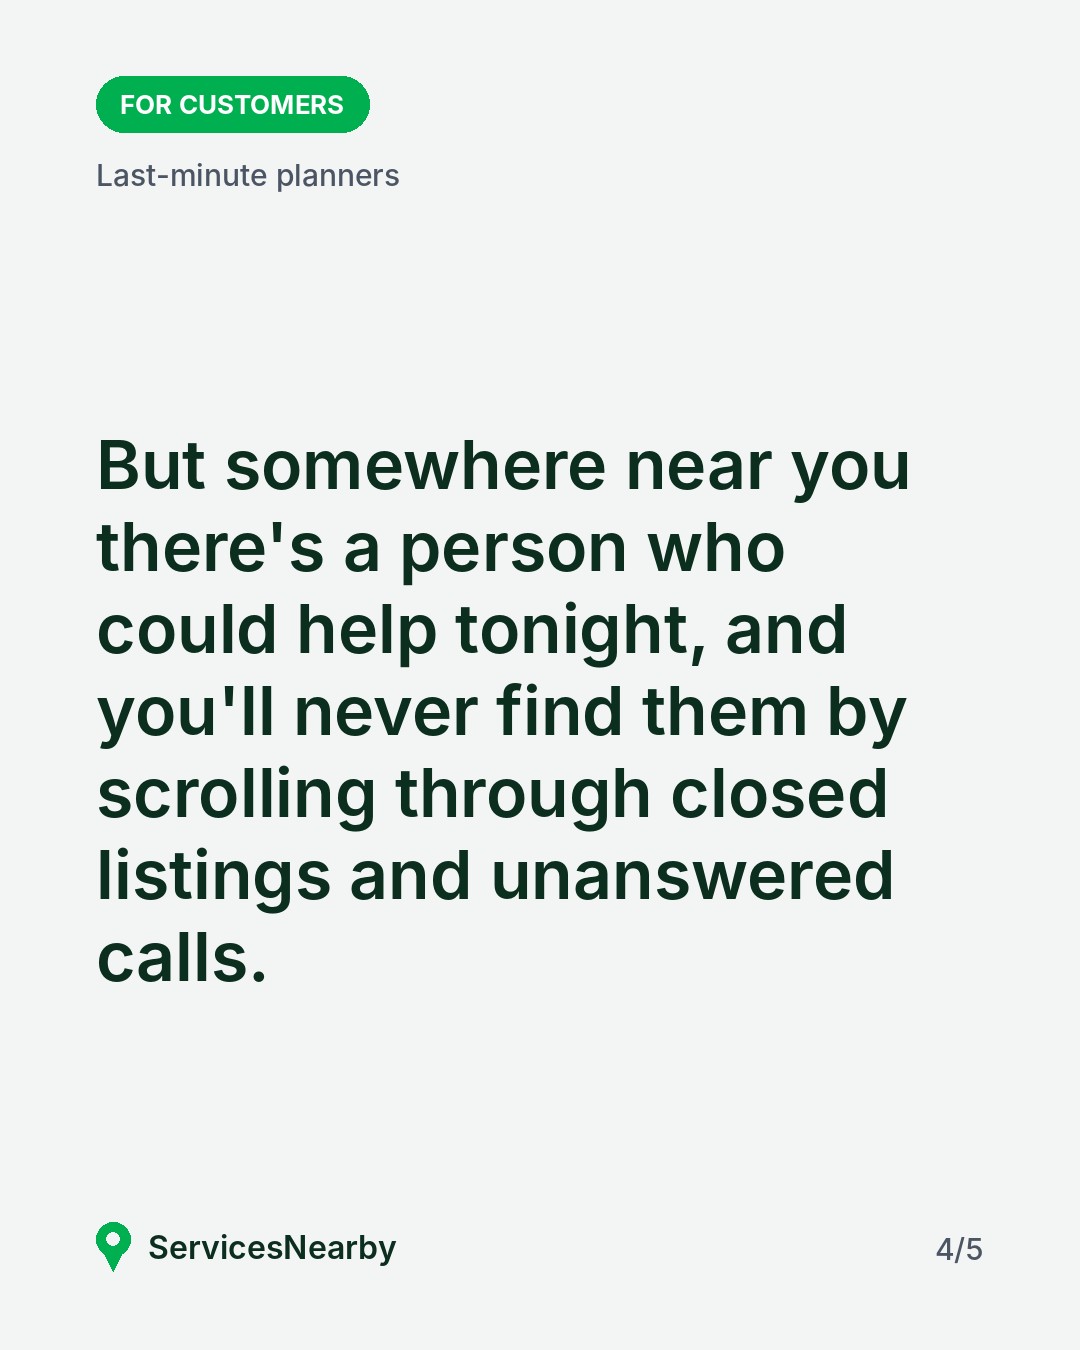 FOR CUSTOMERS
Last-minute planners
But somewhere near you
there's a person who
could help tonight, and
you'll never find them by
scrolling through closed
listings and unanswered
calls.
ServicesNearby
4/5